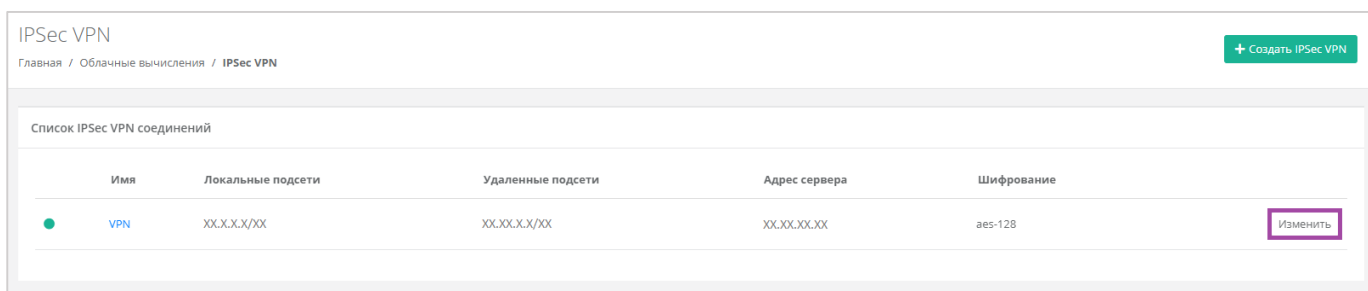 IPSec VPN
+ Создать IPSec VPN
Главная / Облачные вычисления / IPSec VPN
Список IPSec VPN соединений
Имя Локальные подсети Удаленные подсети Адрес сервера Шифрование
VPN XX.X.X.X/XX XX.XX.X.X/XX XX.XX.XX.XX aes-128 Изменить